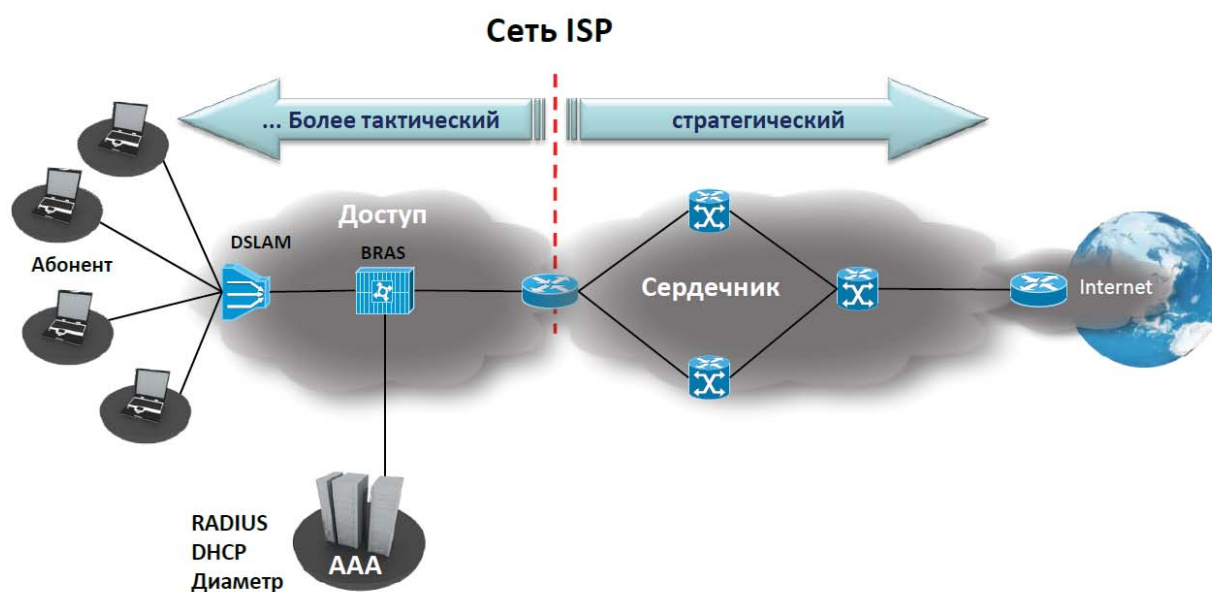 Сеть ISP
... Более тактический
стратегический
Доступ
DSLAM
BRAS
Абонент
Сердечник
Internet
RADIUS
DHCP
Диаметр
AAA